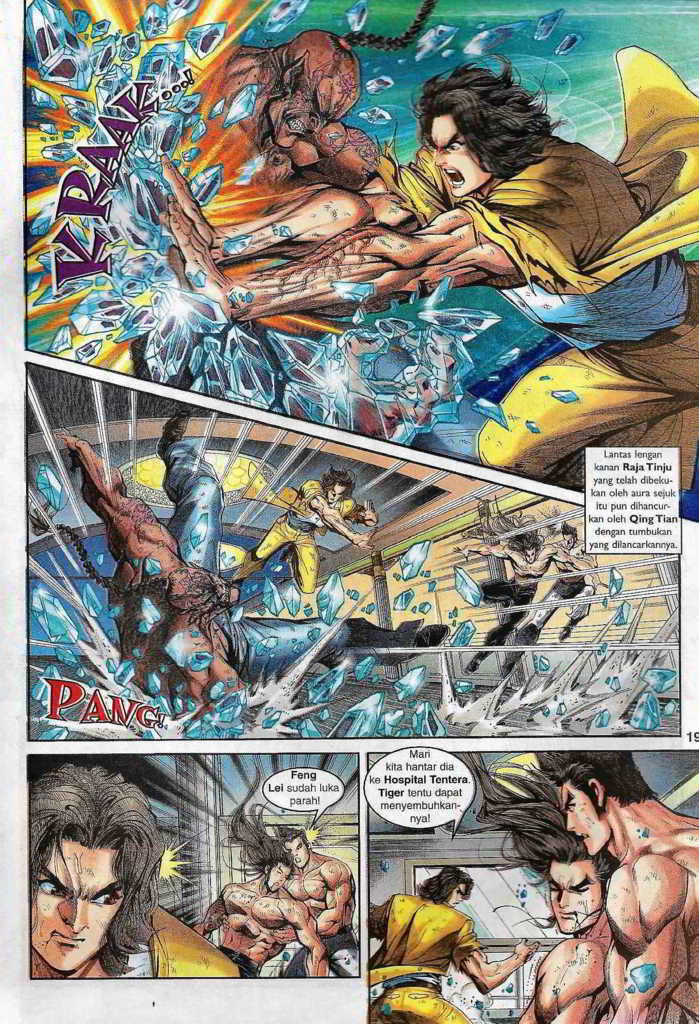 KRAAK
ooo!
Lantas lengan
kanan Raja Tinju
yang telah dibeku-
kan oleh aura sejuk
itu pun dihancur-
kan oleh Qing Tian
dengan tumbukan
yang dilancarkannya.
PANG!
19
Feng
Lei sudah luka
parah!
Mari
kita hantar dia
ke Hospital Tentera.
Tiger tentu dapat
menyembuhkan-
nya!